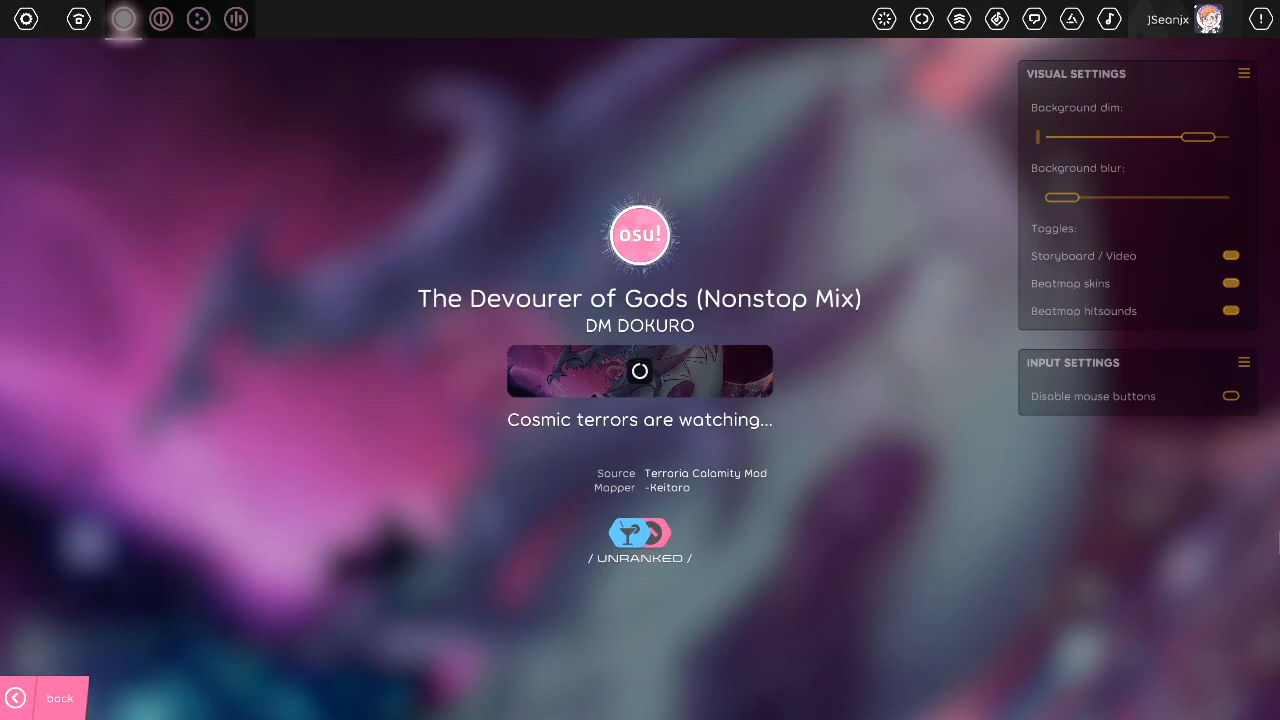 ]Seanjx
!
VISUAL SETTINGS
Background dim:
Background blur:
Toggles:
Storyboard / Video
Beatmap skins
Beatmap hitsounds
INPUT SETTINGS
Disable mouse buttons
osu!
The Devourer of Gods (Nonstop Mix)
DM DOKURO
Cosmic terrors are watching...
Source Terraria Calamity Mod
Mapper -Keitaro
/ UNRANKED /
back